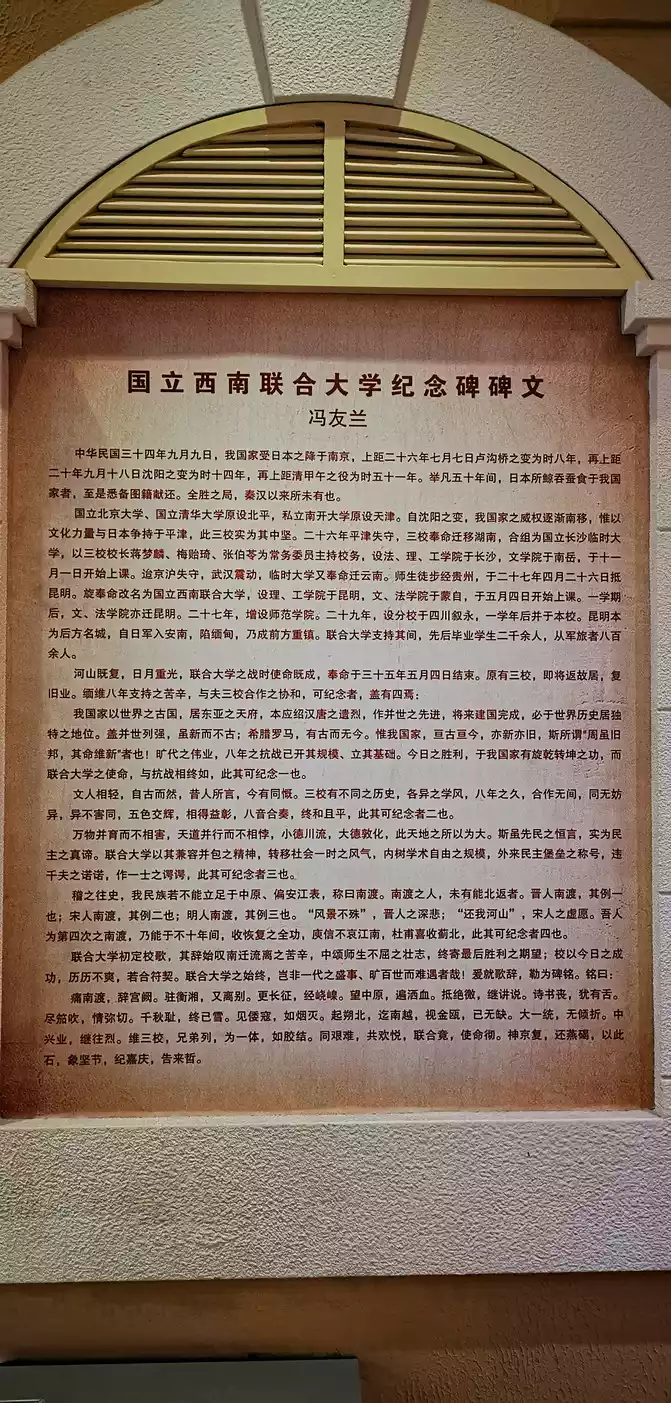 国立西南联合大学纪念碑碑文
冯友兰
中华民国三十四年九月九日，我国家受日本之降于南京，上距二十六年七月七日卢沟桥之变为时八年，再上距
二十年九月十八日沈阳之变为时十四年，再上距清甲午之役为时五十一年。举凡五十年间，日本所鲸吞蚕食于我国
家者，至是悉备图籍献还。全胜之局，秦汉以来所未有也。
国立北京大学、国立清华大学原设北平，私立南开大学原设天津。自沈阳之变，我国家之威权逐渐南移，惟以
文化力量与日本争持于平津，此三校实为其中坚。二十六年平津失守，三校奉命迁移湖南，合组为国立长沙临时大
学，以三校校长蒋梦麟、梅贻琦、张伯苓为常务委员主持校务，设法、理、工学院于长沙，文学院于南岳，于十一
月一日开始上课。迨京沪失守，武汉震动，临时大学又奉命迁云南。师生徒步经贵州，于二十七年四月二十六日抵
昆明。旋奉命改名为国立西南联合大学，设理、工学院于昆明，文、法学院于蒙自，于五月四日开始上课。一学期
后，文、法学院亦迁昆明。二十七年，增设师范学院。二十九年，设分校于四川叙永，一学年后并于本校。昆明本
为后方名城，自日军入安南，陷缅甸，乃成前方重镇。联合大学支持其间，先后毕业学生二千余人，从军旅者八百
余人。
河山既复，日月重光，联合大学之战时使命既成，奉命于三十五年五月四日结束。原有三校，即将返故居，复
旧业。缅维八年支持之苦辛，与夫三校合作之协和，可纪念者，盖有四焉：
我国家以世界之古国，居东亚之天府，本应绍汉唐之遗烈，作并世之先进，将来建国完成，必于世界历史居独
特之地位。盖并世列强，虽新而不古；希腊罗马，有古而无今。惟我国家，亘古亘今，亦新亦旧，斯所谓"周虽旧
邦，其命维新"者也！旷代之伟业，八年之抗战已开其规模、立其基础。今日之胜利，于我国家有旋乾转坤之功，而
联合大学之使命，与抗战相终如，此其可纪念一也。
文人相轻，自古而然，昔人所言，今有同慨。三校有不同之历史，各异之学风，八年之久，合作无间，同无妨
异，异不害同，五色交辉，相得益彰，八音合奏，终和且平，此其可纪念者二也。
万物并育而不相害，天道并行而不相悖，小德川流，大德敦化，此天地之所以为大。斯虽先民之恒言，实为民
主之真谛。联合大学以其兼容并包之精神，转移社会一时之风气，内树学术自由之规模，外来民主堡垒之称号，违
千夫之诺诺，作一士之谔谔，此其可纪念者三也。
稽之往史，我民族若不能立足于中原、偏安江表，称曰南渡。南渡之人，未有能北返者。晋人南渡，其例一
也；宋人南渡，其例二也；明人南渡，其例三也。“风景不殊”，晋人之深悲；“还我河山”，宋人之虚愿。吾人
为第四次之南渡，乃能于不十年间，收恢复之全功，庾信不哀江南，杜甫喜收蓟北，此其可纪念者四也。
联合大学初定校歌，其辞始叹南迁流离之苦辛，中颂师生不屈之壮志，终寄最后胜利之期望；校以今日之成
功，历历不爽，若合符契。联合大学之始终，岂非一代之盛事、旷百世而难遇者哉！爰就歌辞，勒为碑铭。铭曰：
痛南渡，辞宫阙。驻衡湘，又离别。更长征，经峣嵲。望中原，遍洒血。抵绝徼，继讲说。诗书丧，犹有舌。
尽笳吹，情弥切。千秋耻，终已雪。见倭寇，如烟灭。起朔北，迄南越，视金瓯，已无缺。大一统，无倾折。中
兴业，继往烈。维三校，兄弟列，为一体，如胶结。同艰难，共欢悦，联合竟，使命彻。神京复，还燕碣，以此
石，象坚节，纪嘉庆，告来哲。